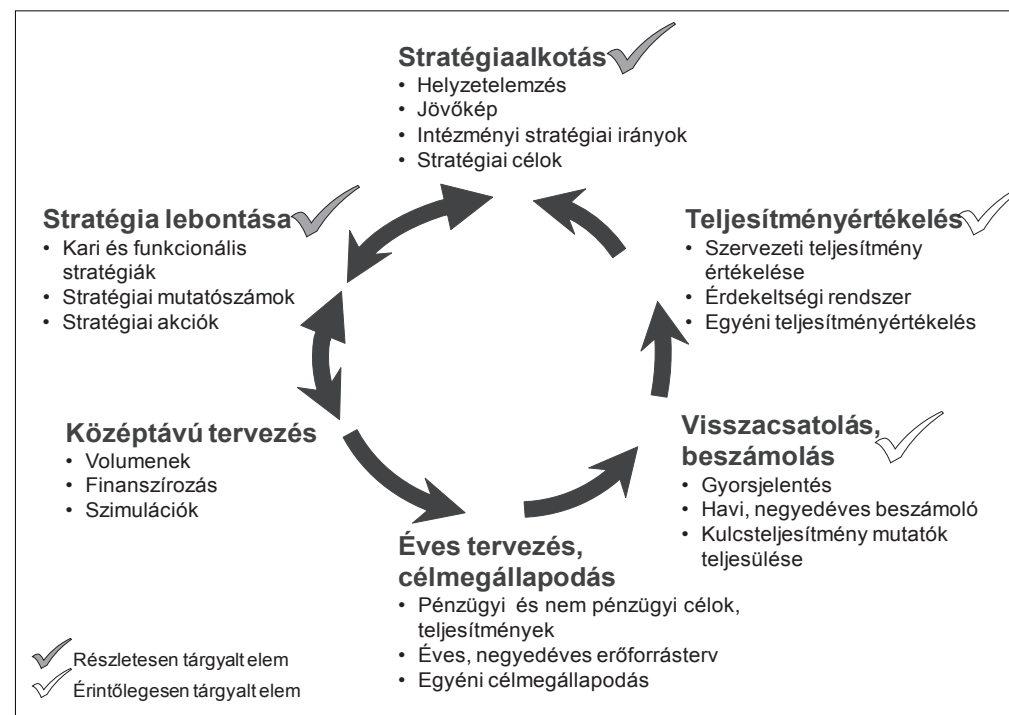 Stratégiaalkotás
• Helyzetelemzés
• Jövőkép
• Intézményi stratégiai irányok
• Stratégiai célok
Stratégia lebontása
• Kari és funkcionális
stratégiák
• Stratégiai mutatószámok
• Stratégiai akciók
Teljesítményértékelés
• Szervezeti teljesítmény
értékelése
• Érdekeltségi rendszer
• Egyéni teljesítményértékelés
Középtávú tervezés
• Volumenek
• Finanszírozás
• Szimulációk
Visszacsatolás,
beszámolás
• Gyorsjelentés
• Havi, negyedéves beszámoló
• Kulcsteljesítmény mutatók
teljesülése
Éves tervezés,
célmegállapodás
• Pénzügyi és nem pénzügyi célok,
teljesítmények
• Éves, negyedéves erőforrásterv
• Egyéni célmegállapodás
Részletesen tárgyalt elem
Érintőlegesen tárgyalt elem